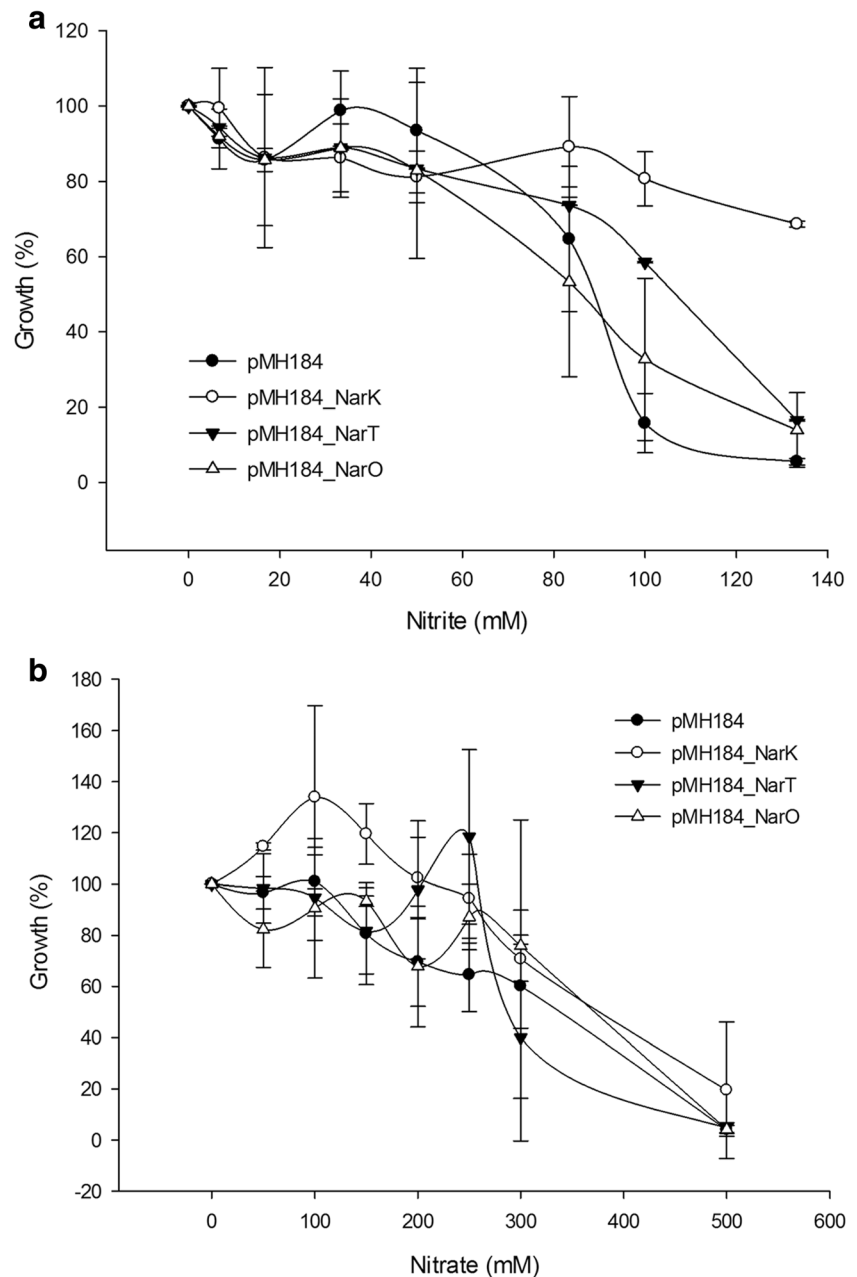 a
120
100
80
60
40
20
0
Growth (%)
pMH184
pMH184_NarK
pMH184_NarT
pMH184_NarO
0 20 40 60 80 100 120 140
Nitrite (mM)
b
180
160
140
120
100
80
60
40
20
0
-20
Growth (%)
pMH184
pMH184_NarK
pMH184_NarT
pMH184_NarO
0 100 200 300 400 500 600
Nitrate (mM)